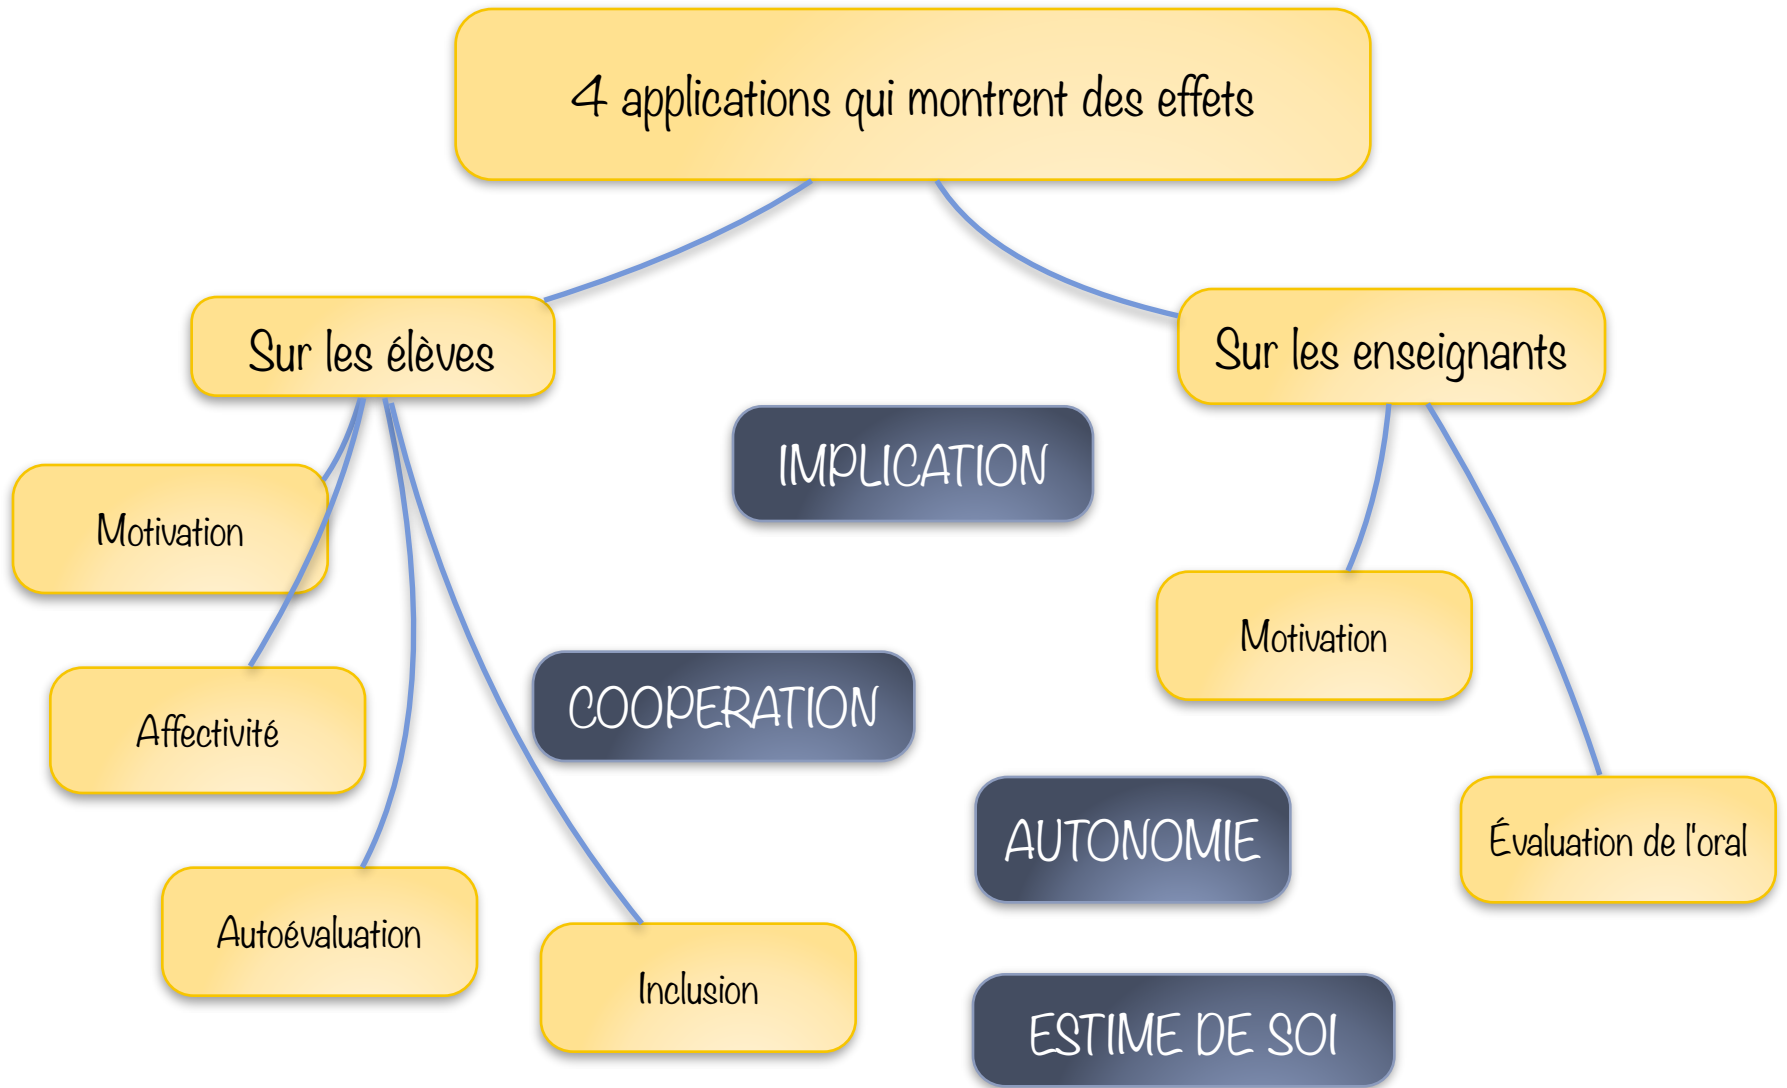 4 applications qui montrent des effets
Sur les élèves
Sur les enseignants
IMPLICATION
Motivation
Motivation
COOPERATION
Affectivité
AUTONOMIE
Évaluation de l'oral
Autoévaluation
Inclusion
ESTIME DE SOI